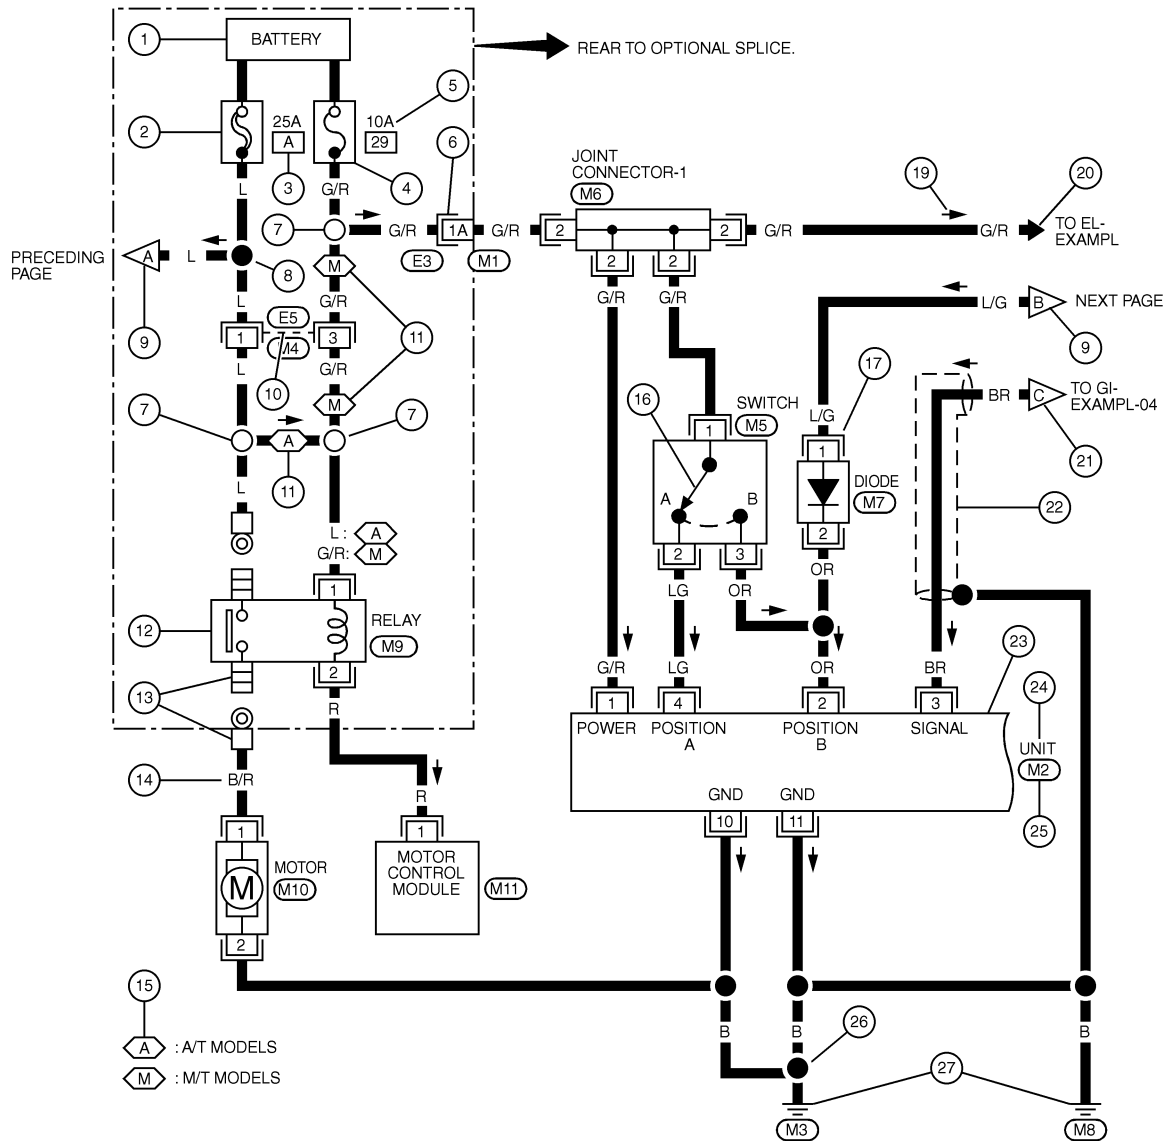 1
BATTERY
REAR TO OPTIONAL SPLICE.
5
2
25A
A
10A
29
6
3
4
L
G/R
JOINT
CONNECTOR-1
M6
19
20
7
G/R
1A
G/R
2
2
G/R
G/R
TO EL-
EXAMPL
E3
M1
PRECEDING
PAGE
A
L
8
M
2
2
G/R
G/R
L
G/R
L/G
B
NEXT PAGE
9
E5
1
3
M4
11
9
10
L
G/R
17
BR
C
TO GI-
EXAMPL-04
7
M
7
16
SWITCH
M5
1
L/G
1
21
A
11
L
A
B
DIODE
M7
22
L :
A
G/R:
M
2
3
2
OR
LG
OR
1
12
RELAY
M9
2
23
G/R
LG
OR
BR
13
R
1
4
2
3
24
POWER
POSITION
A
POSITION
B
SIGNAL
UNIT
M2
14
B/R
R
GND
GND
10
11
25
1
1
MOTOR
M10
M
MOTOR
CONTROL
MODULE
M11
2
15
A
: A/T MODELS
M
: M/T MODELS
B
B
26
B
27
M3
M8